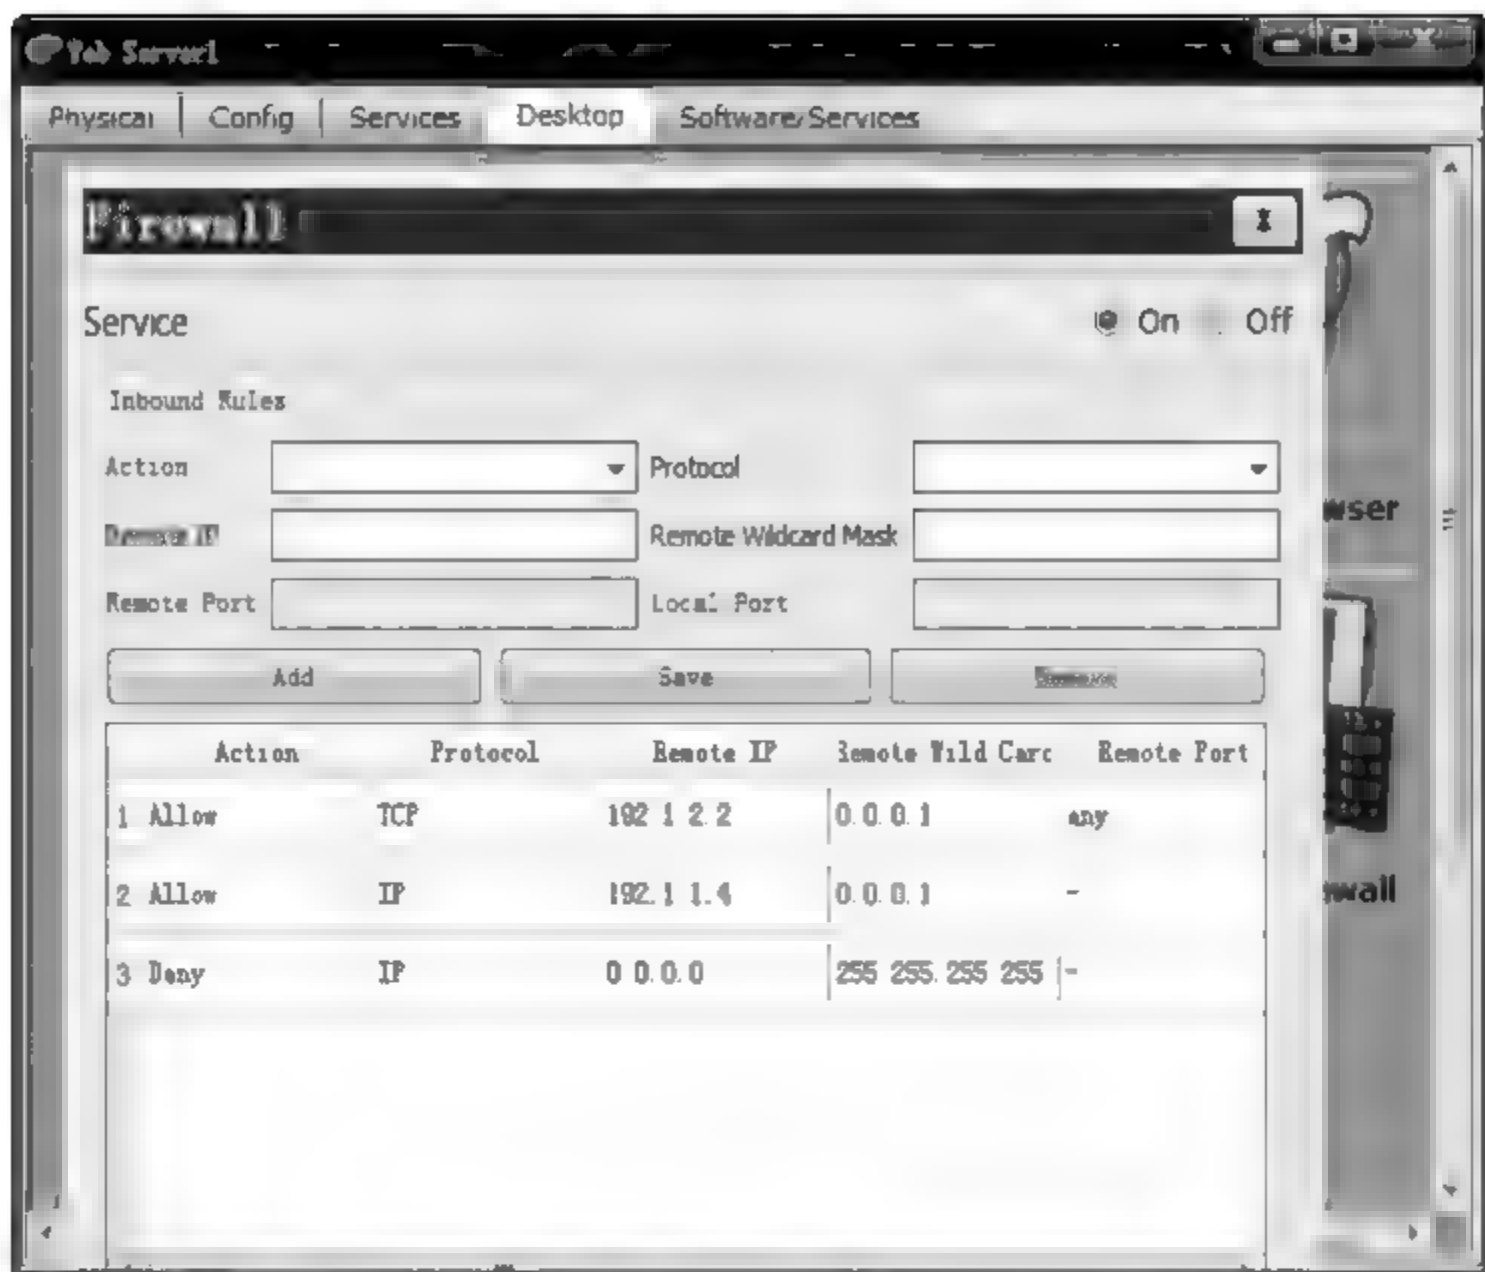 Web Server1
Physical Config Services Desktop Software/Services
Firewall X
Service On Off
Inbound Rules
Action Protocol
Remote IP Remote Wildcard Mask
Remote Port Local Port
Add Save
Action Protocol Remote IP Remote Wild Card Remote Port
1 Allow TCP 192.1.2.2 0.0.0.1 any
2 Allow IP 192.1.1.4 0.0.0.1 -
3 Deny IP 0.0.0.0 255.255.255.255 -
wser
wall